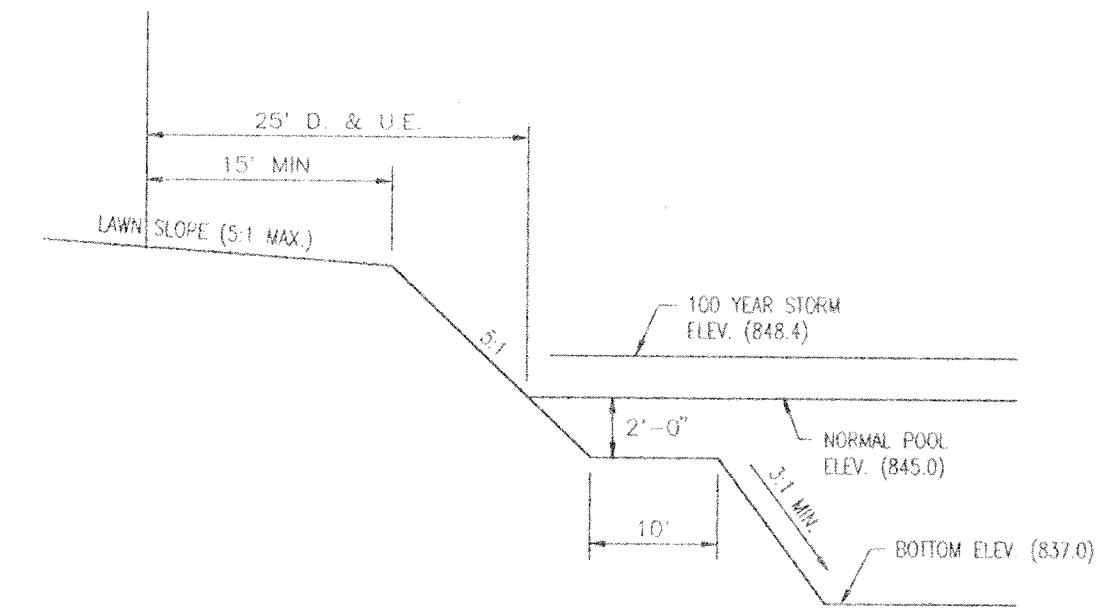 25' D. & U.E.
15' MIN
LAWN SLOPE (5:1 MAX.)
5:1
100 YEAR STORM
ELEV. (848.4)
2'-0"
NORMAL POOL
ELEV. (845.0)
3:1 MIN.
10'
BOTTOM ELEV. (837.0)